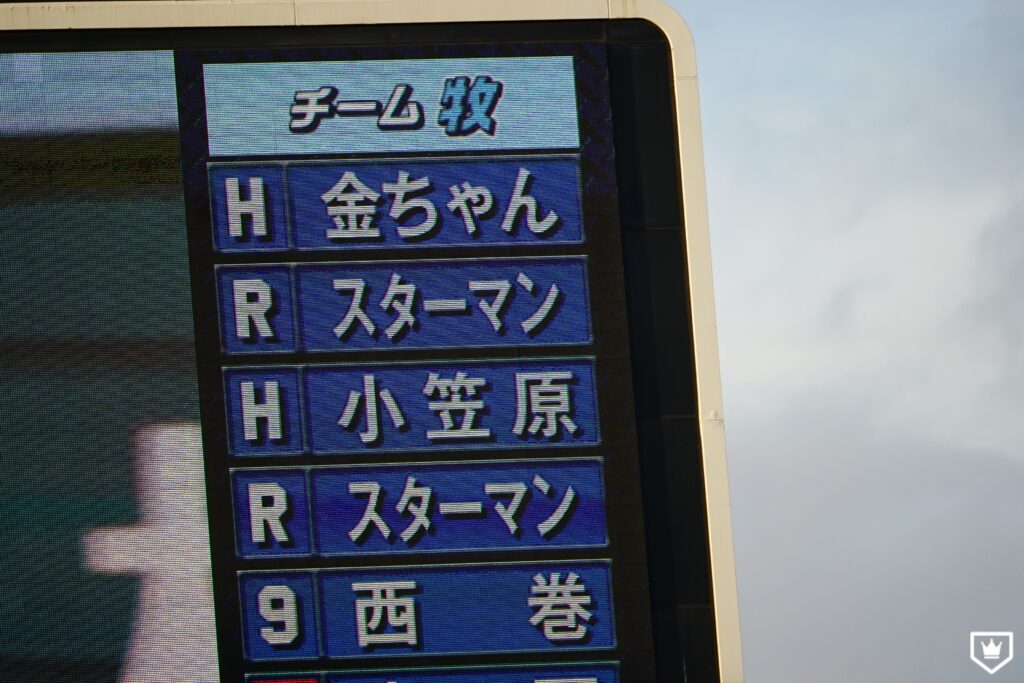 チーム 牧
H 金ちゃん
R スターマン
H 小笠原
R スターマン
9 西 巻